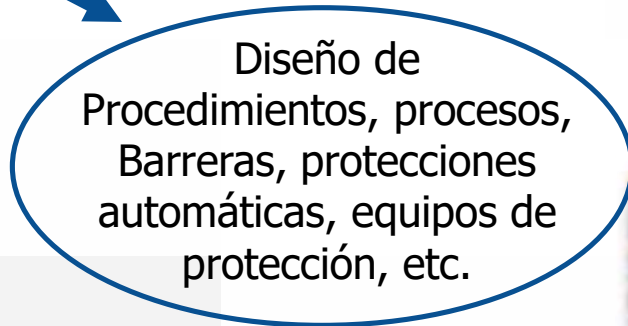 Diseño de
Procedimientos, procesos,
Barreras, protecciones
automáticas, equipos de
protección, etc.